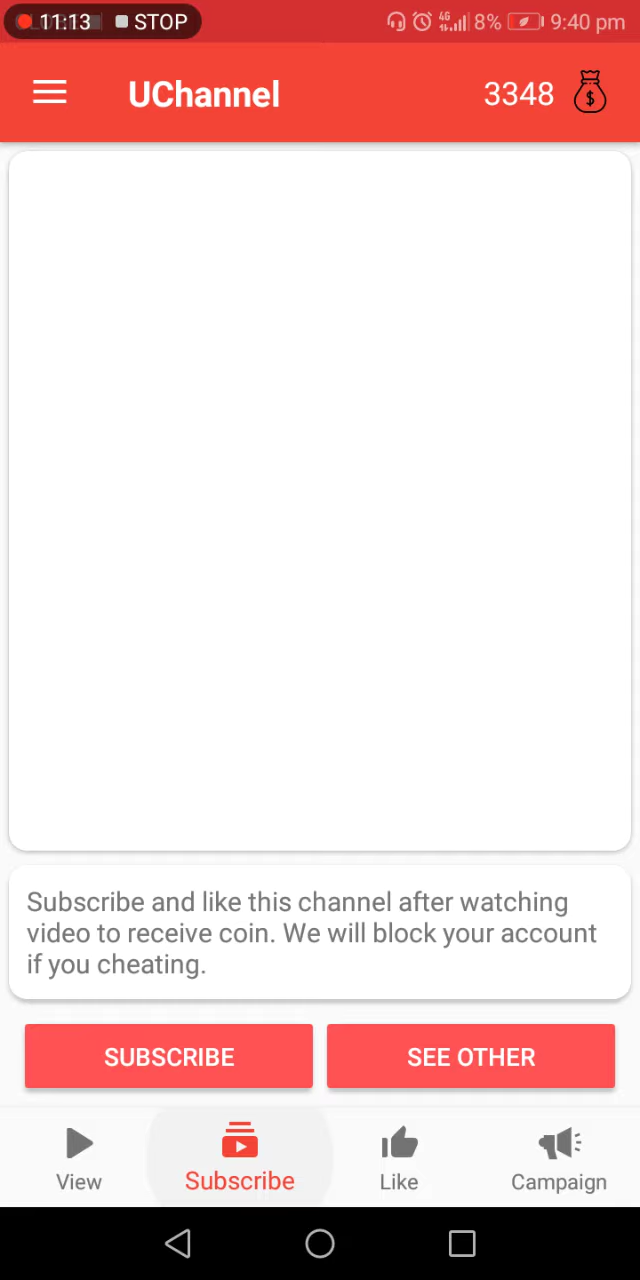 11:13 STOP 4G 8% 9:40 pm
UChannel 3348
Subscribe and like this channel after watching
video to receive coin. We will block your account
if you cheating.
SUBSCRIBE SEE OTHER
View Subscribe Like Campaign